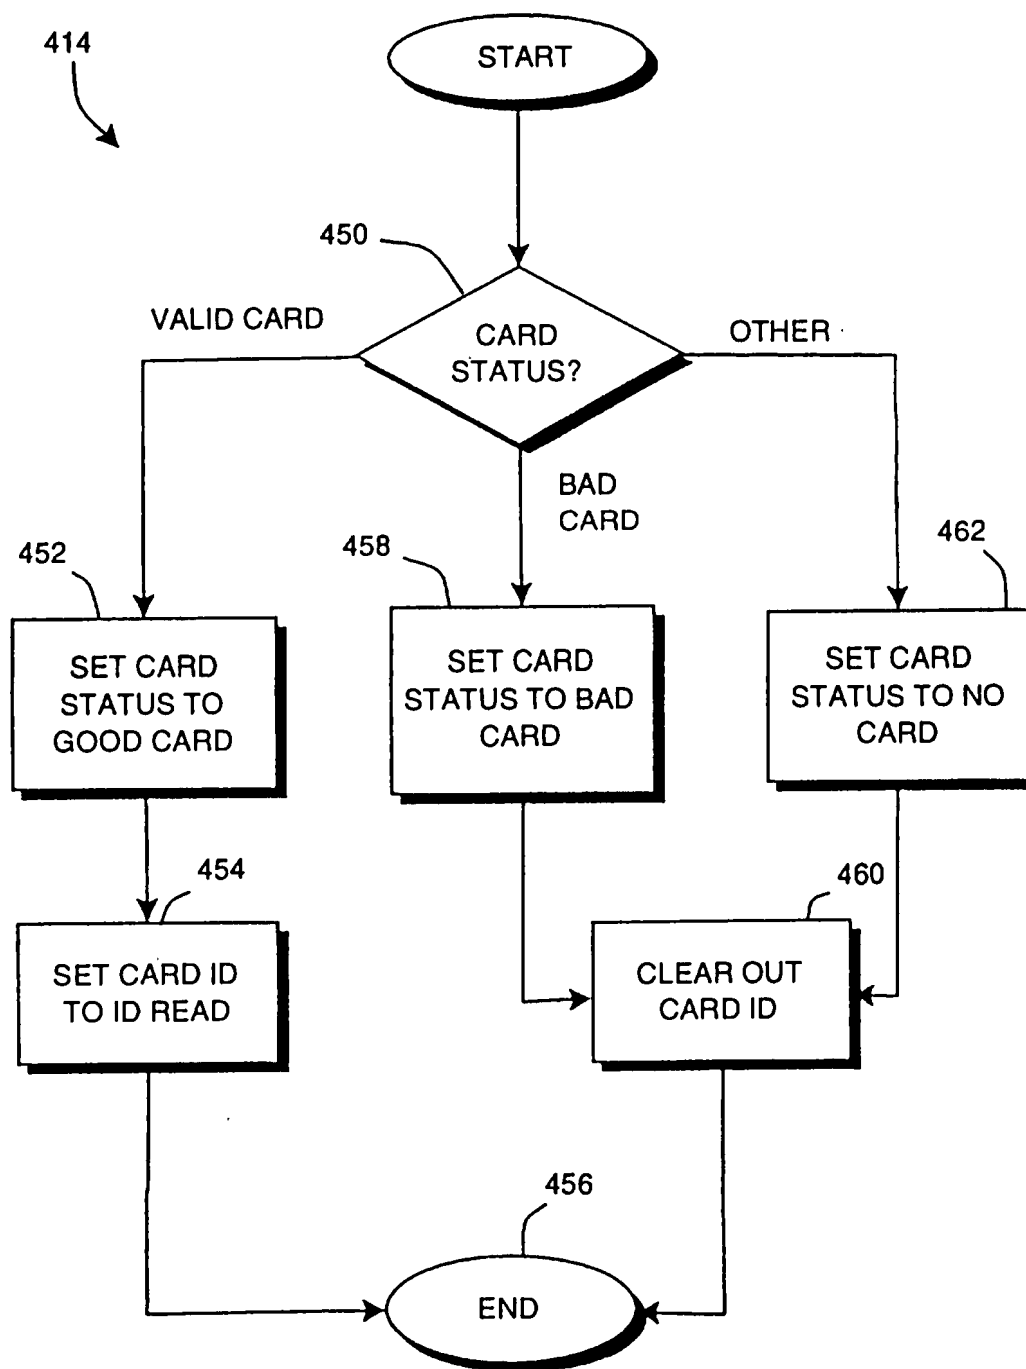 414
START
450
VALID CARD
CARD
STATUS?
OTHER
BAD
CARD
452
458
462
SET CARD
STATUS TO
GOOD CARD
SET CARD
STATUS TO BAD
CARD
SET CARD
STATUS TO NO
CARD
454
460
SET CARD ID
TO ID READ
CLEAR OUT
CARD ID
456
END